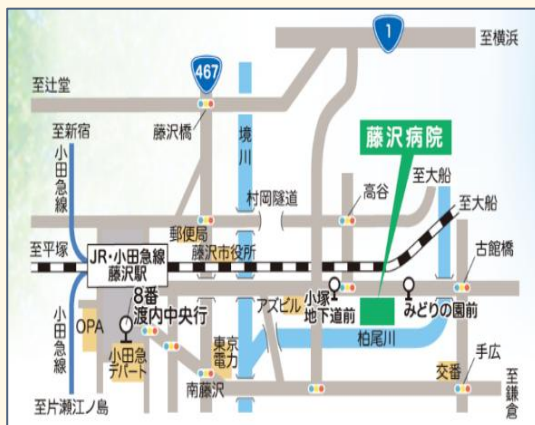 1
至横浜
467
至辻堂
藤沢橋
境川
藤沢病院
至新宿
小田急線
至大船
村岡隧道
高谷
至大船
郵便局
至平塚
JR・小田急線
藤沢駅
藤沢市役所
古館橋
8番
渡内中央行
アズビル
小塚
地下道前
みどりの園前
OPA
小田急線
小田急
デパート
東京
電力
柏尾川
手広
交番
南藤沢
至片瀬江ノ島
至鎌倉